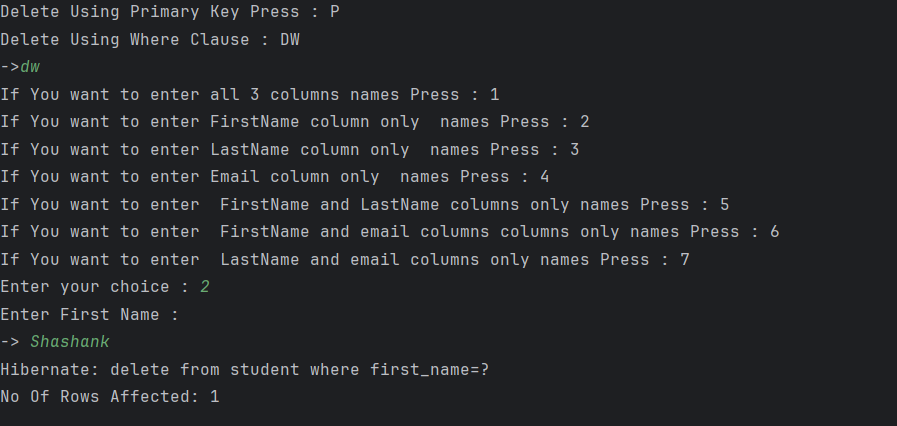 Delete Using Primary Key Press : P
Delete Using Where Clause : DW
->dw
If You want to enter all 3 columns names Press : 1
If You want to enter FirstName column only  names Press : 2
If You want to enter LastName column only  names Press : 3
If You want to enter Email column only  names Press : 4
If You want to enter  FirstName and LastName columns only names Press : 5
If You want to enter  FirstName and email columns columns only names Press : 6
If You want to enter  LastName and email columns only names Press : 7
Enter your choice : 2
Enter First Name :
-> Shashank
Hibernate: delete from student where first_name=?
No Of Rows Affected: 1